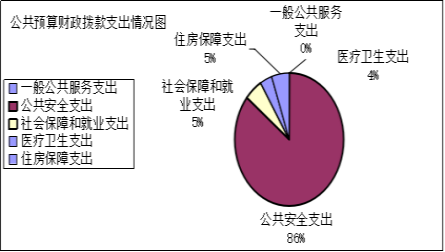 公共预算财政拨款支出情况图
一般公共服务
支出
0%
住房保障支出
5%
医疗卫生支出
4%
社会保障和就
业支出
5%
一般公共服务支出
公共安全支出
社会保障和就业支出
医疗卫生支出
住房保障支出
公共安全支出
86%